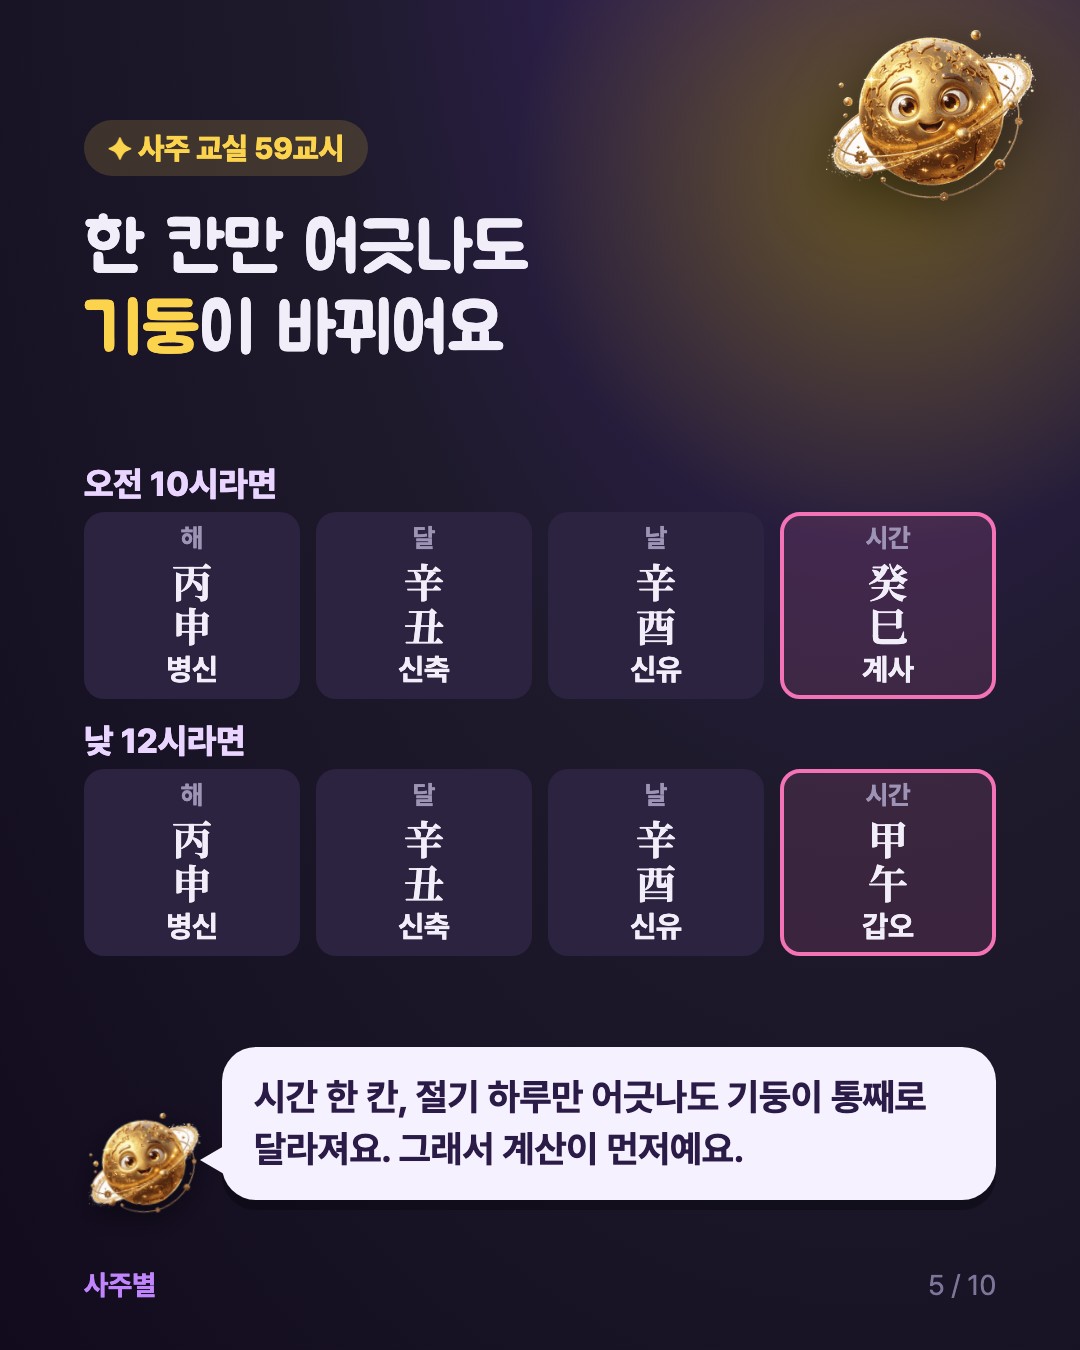 ✦ 사주 교실 59교시
한 칸만 어긋나도
기둥이 바뀌어요
오전 10시라면
해 달 날 시간
丙 辛 辛 癸
申 丑 酉 巳
병신 신축 신유 계사
낮 12시라면
해 달 날 시간
丙 辛 辛 甲
申 丑 酉 午
병신 신축 신유 갑오
시간 한 칸, 절기 하루만 어긋나도 기둥이 통째로
달라져요. 그래서 계산이 먼저예요.
사주별
5 / 10